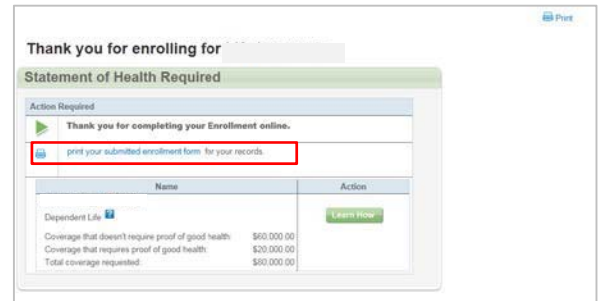 Print
Thank you for enrolling for
Statement of Health Required
Action Required
Thank you for completing your Enrollment online.
print your submitted enrollment form for your records.
Name Action
Dependent Life ? Learn How
Coverage that doesn't require proof of good health: $60,000.00
Coverage that requires proof of good health: $20,000.00
Total coverage requested: $80,000.00